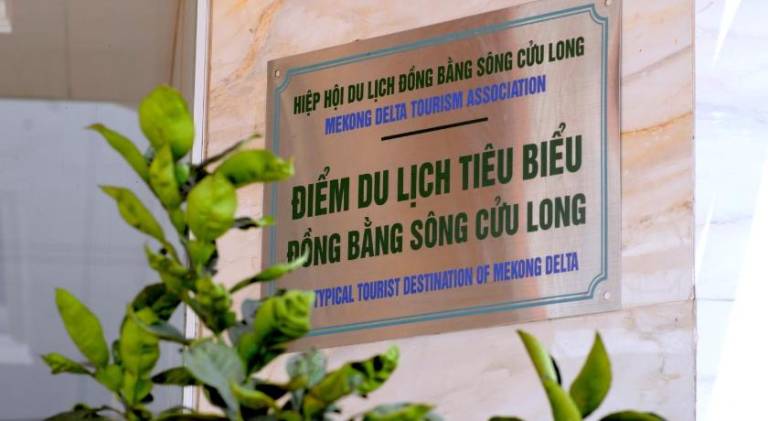 HIỆP HỘI DU LỊCH ĐỒNG BẰNG SÔNG CỬU LONG
MEKONG DELTA TOURISM ASSOCIATION
ĐIỂM DU LỊCH TIÊU BIỂU
ĐỒNG BẰNG SÔNG CỬU LONG
TYPICAL TOURIST DESTINATION OF MEKONG DELTA